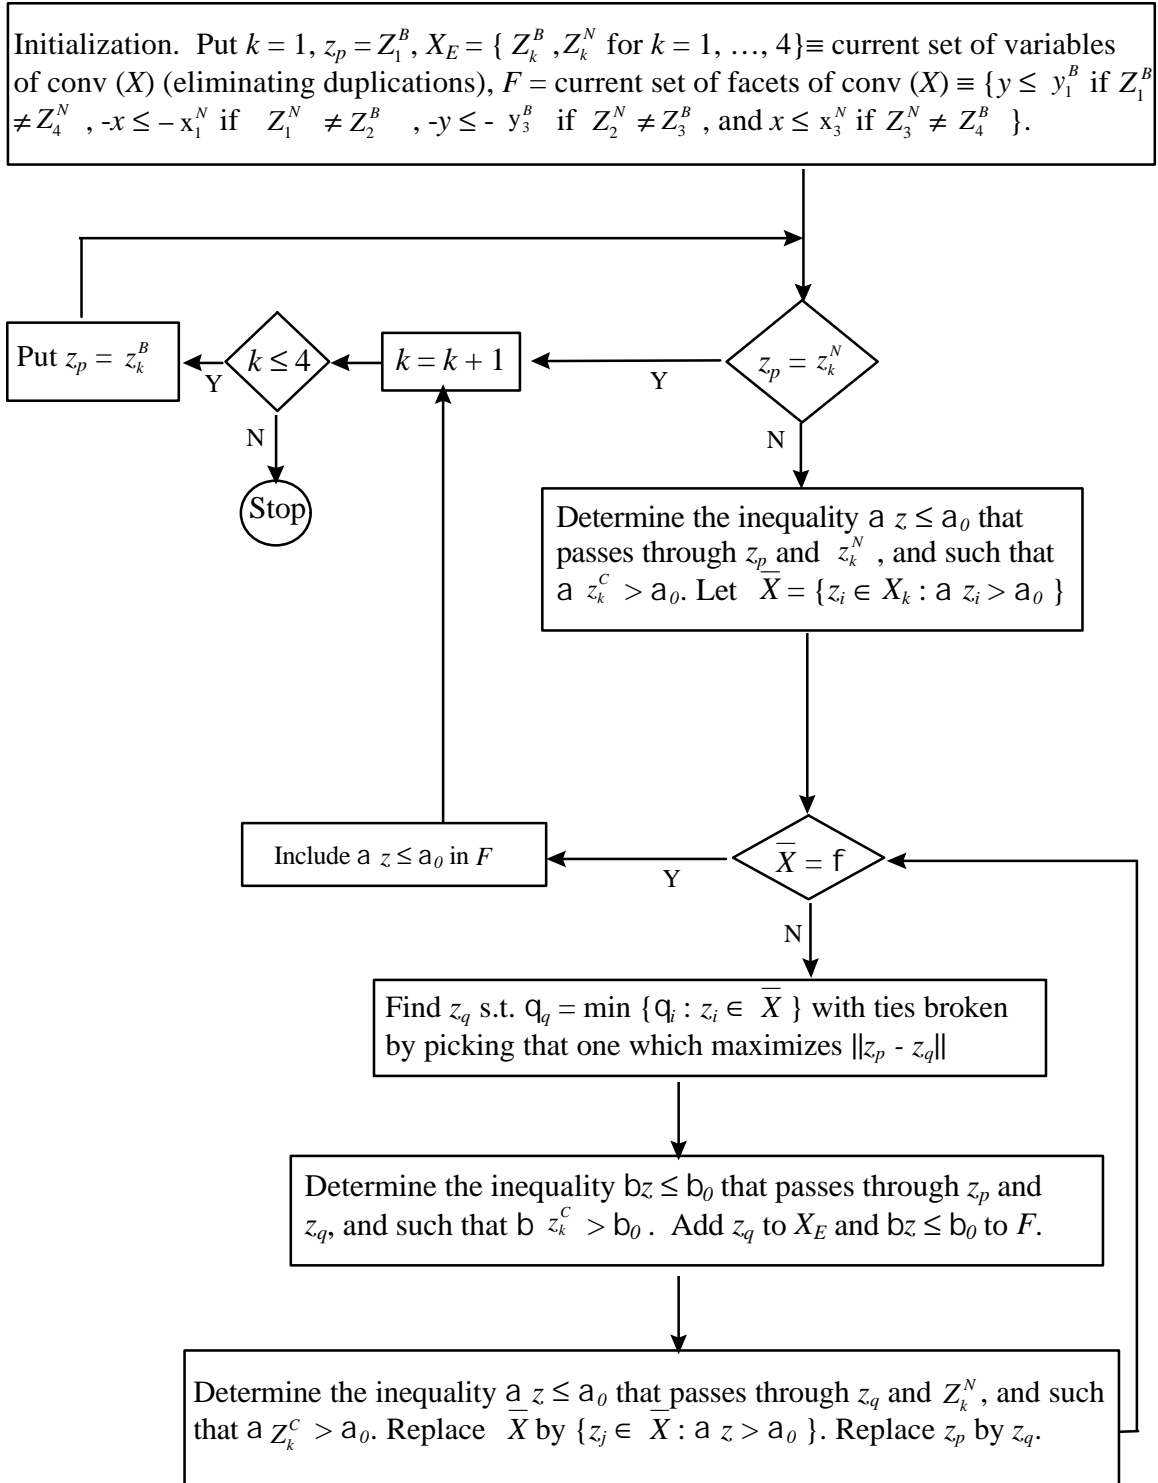 Initialization. Put k = 1, z_p = Z_1^B, X_E = { Z_k^B, Z_k^N for k = 1, …, 4}≡ current set of variables
of conv (X) (eliminating duplications), F = current set of facets of conv (X) ≡ {y ≤ y_1^B if Z_1^B
≠ Z_4^N , -x ≤ – x_1^N if Z_1^N ≠ Z_2^B , -y ≤ - y_3^B if Z_2^N ≠ Z_3^B , and x ≤ x_3^N if Z_3^N ≠ Z_4^B }.
Put z_p = z_k^B
k ≤ 4
k = k + 1
z_p = z_k^N
Y
Y
N
N
Stop
Determine the inequality a z ≤ a_0 that
passes through z_p and z_k^N , and such that
a z_k^C > a_0. Let X̅ = {z_i ∈ X_k : a z_i > a_0 }
Include a z ≤ a_0 in F
X̅ = f
Y
N
Find z_q s.t. q_q = min {q_i : z_i ∈ X̅ } with ties broken
by picking that one which maximizes ||z_p - z_q||
Determine the inequality bz ≤ b_0 that passes through z_p and
z_q, and such that b z_k^C > b_0 . Add z_q to X_E and bz ≤ b_0 to F.
Determine the inequality a z ≤ a_0 that passes through z_q and Z_k^N, and such
that a Z_k^C > a_0. Replace X̅ by {z_j ∈ X̅ : a z > a_0 }. Replace z_p by z_q.